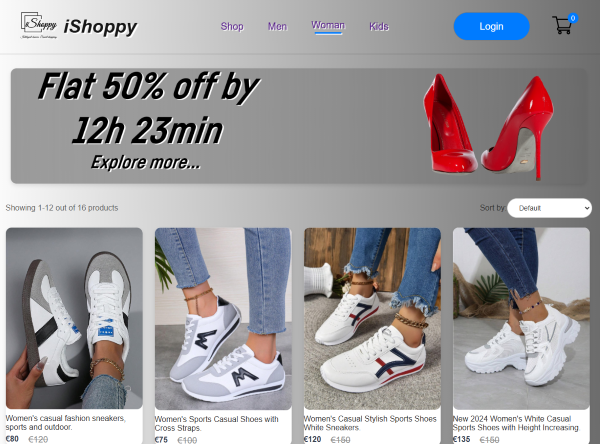 iShoppy
iShoppy
Shop
Men
Woman
Kids
Login
0
Flat 50% off by
12h 23min
Explore more...
Showing 1-12 out of 16 products
Sort by:
Default
Women's casual fashion sneakers,
sports and outdoor.
€80 €120
Women's Sports Casual Shoes with
Cross Straps.
€75 €100
Women's Casual Stylish Sports Shoes
White Sneakers.
€120 €150
New 2024 Women's White Casual
Sports Shoes with Height Increasing.
€135 €150